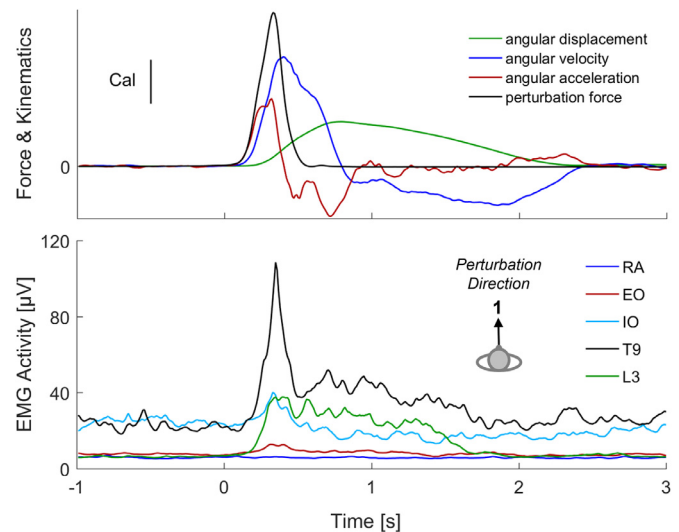 Force & Kinematics
Cal
0
angular displacement
angular velocity
angular acceleration
perturbation force
EMG Activity [µV]
120
80
40
0
Perturbation
Direction
1
RA
EO
IO
T9
L3
-1
0
1
2
3
Time [s]